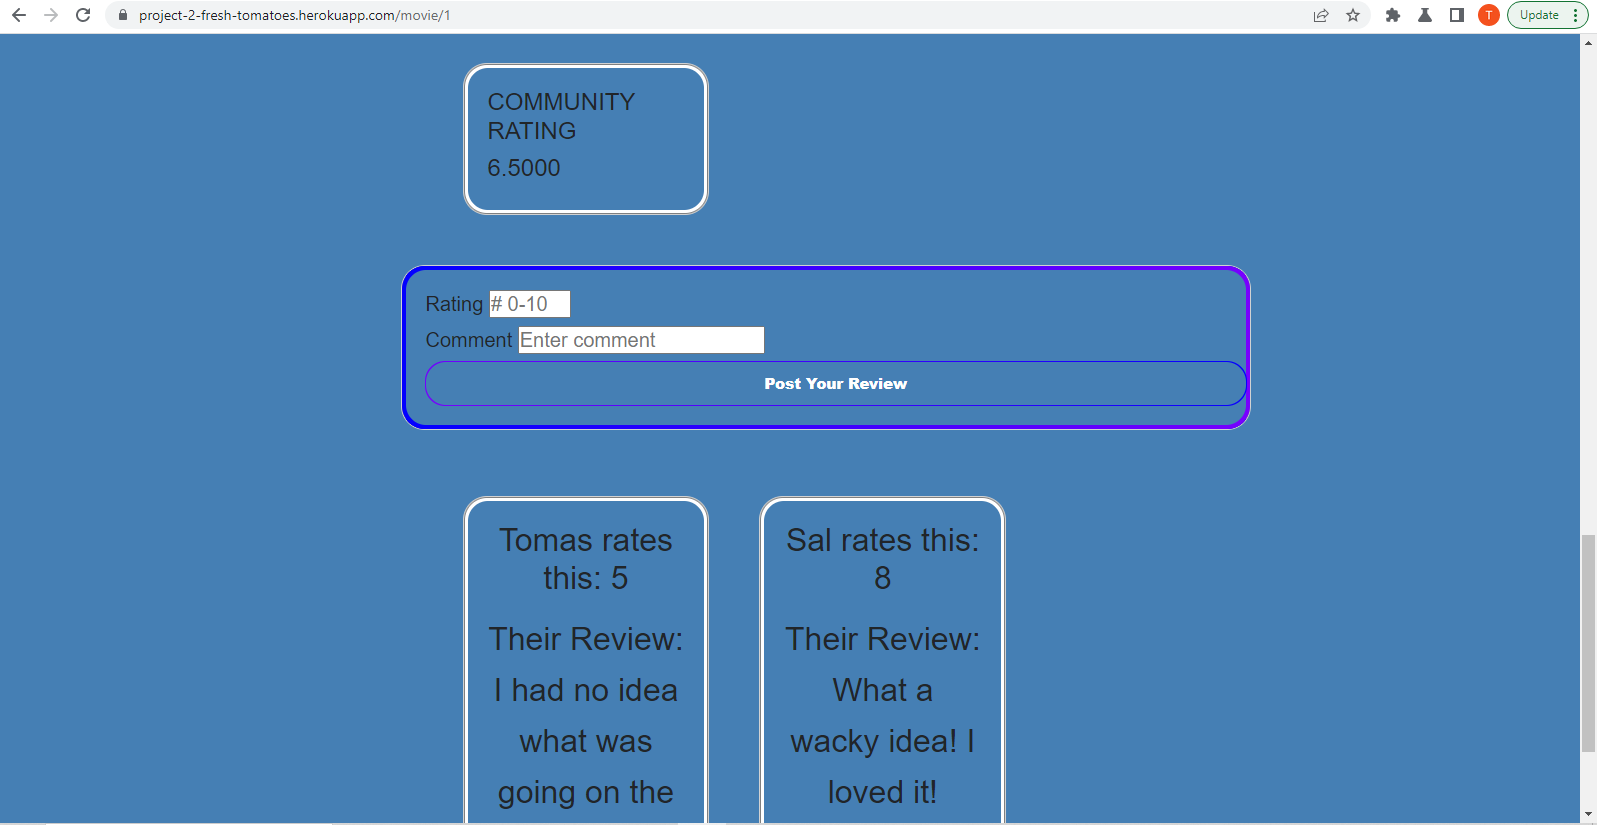 project-2-fresh-tomatoes.herokuapp.com/movie/1
T
Update
COMMUNITY
RATING
6.5000
Rating # 0-10
Comment Enter comment
Post Your Review
Tomas rates
this: 5
Their Review:
I had no idea
what was
going on the
Sal rates this:
8
Their Review:
What a
wacky idea! I
loved it!